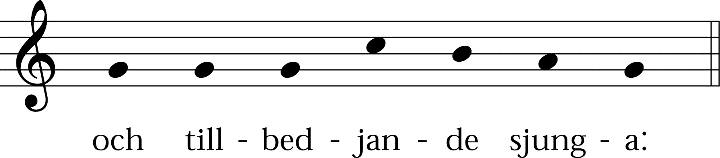 och till - bed - jan - de sjung - a: